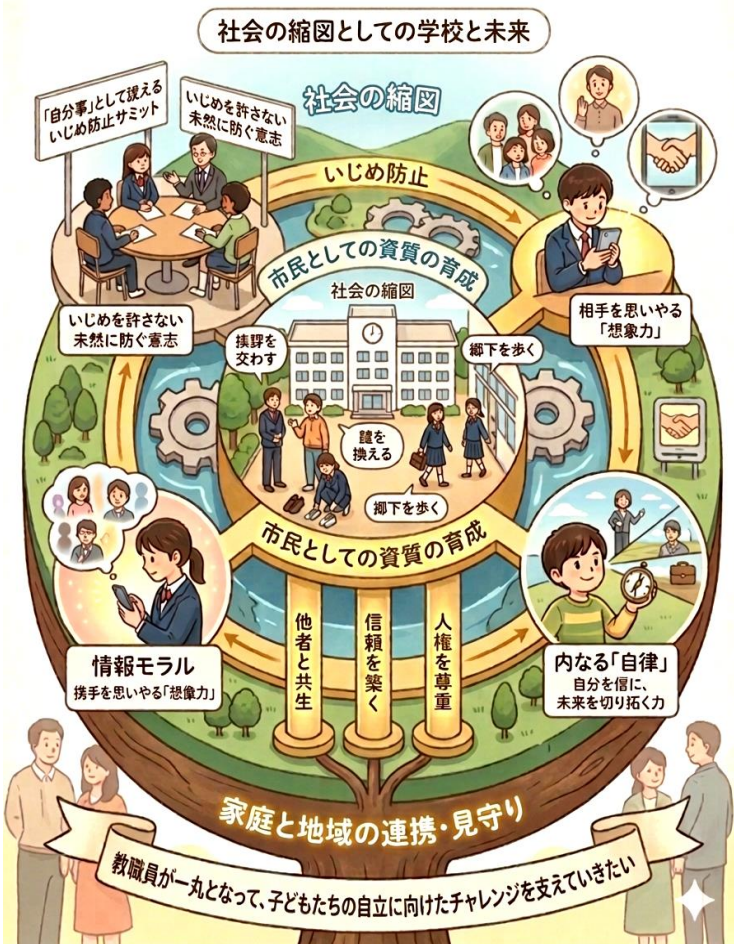 社会の縮図としての学校と未来
社会の縮図
「自分事」として捉える
いじめ防止サミット
いじめを許さない
未然に防ぐ意志
いじめ防止
市民としての資質の育成
社会の縮図
いじめを許さない
未然に防ぐ意志
相手を思いやる
「想象力」
を
交わす
郷下を歩く
を
換える
郷下を歩く
市民としての資質の育成
他者と共生
信頼を築く
人権を尊重
情報モラル
携手を思いやる「想像力」
内なる「自律」
自分を信に、
未来を切り拓く力
家庭と地域の連携・見守り
教職員が一丸となって、子どもたちの自立に向けたチャレンジを支えていきたい